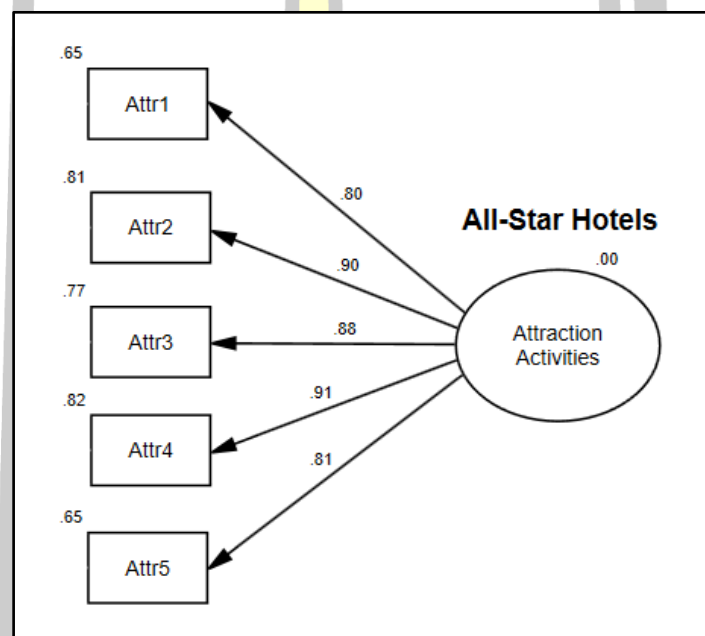 .65
Attr1
.80
.81
Attr2
.90
All-Star Hotels
.00
.77
Attr3
.88
Attraction
Activities
.82
Attr4
.91
.81
.65
Attr5